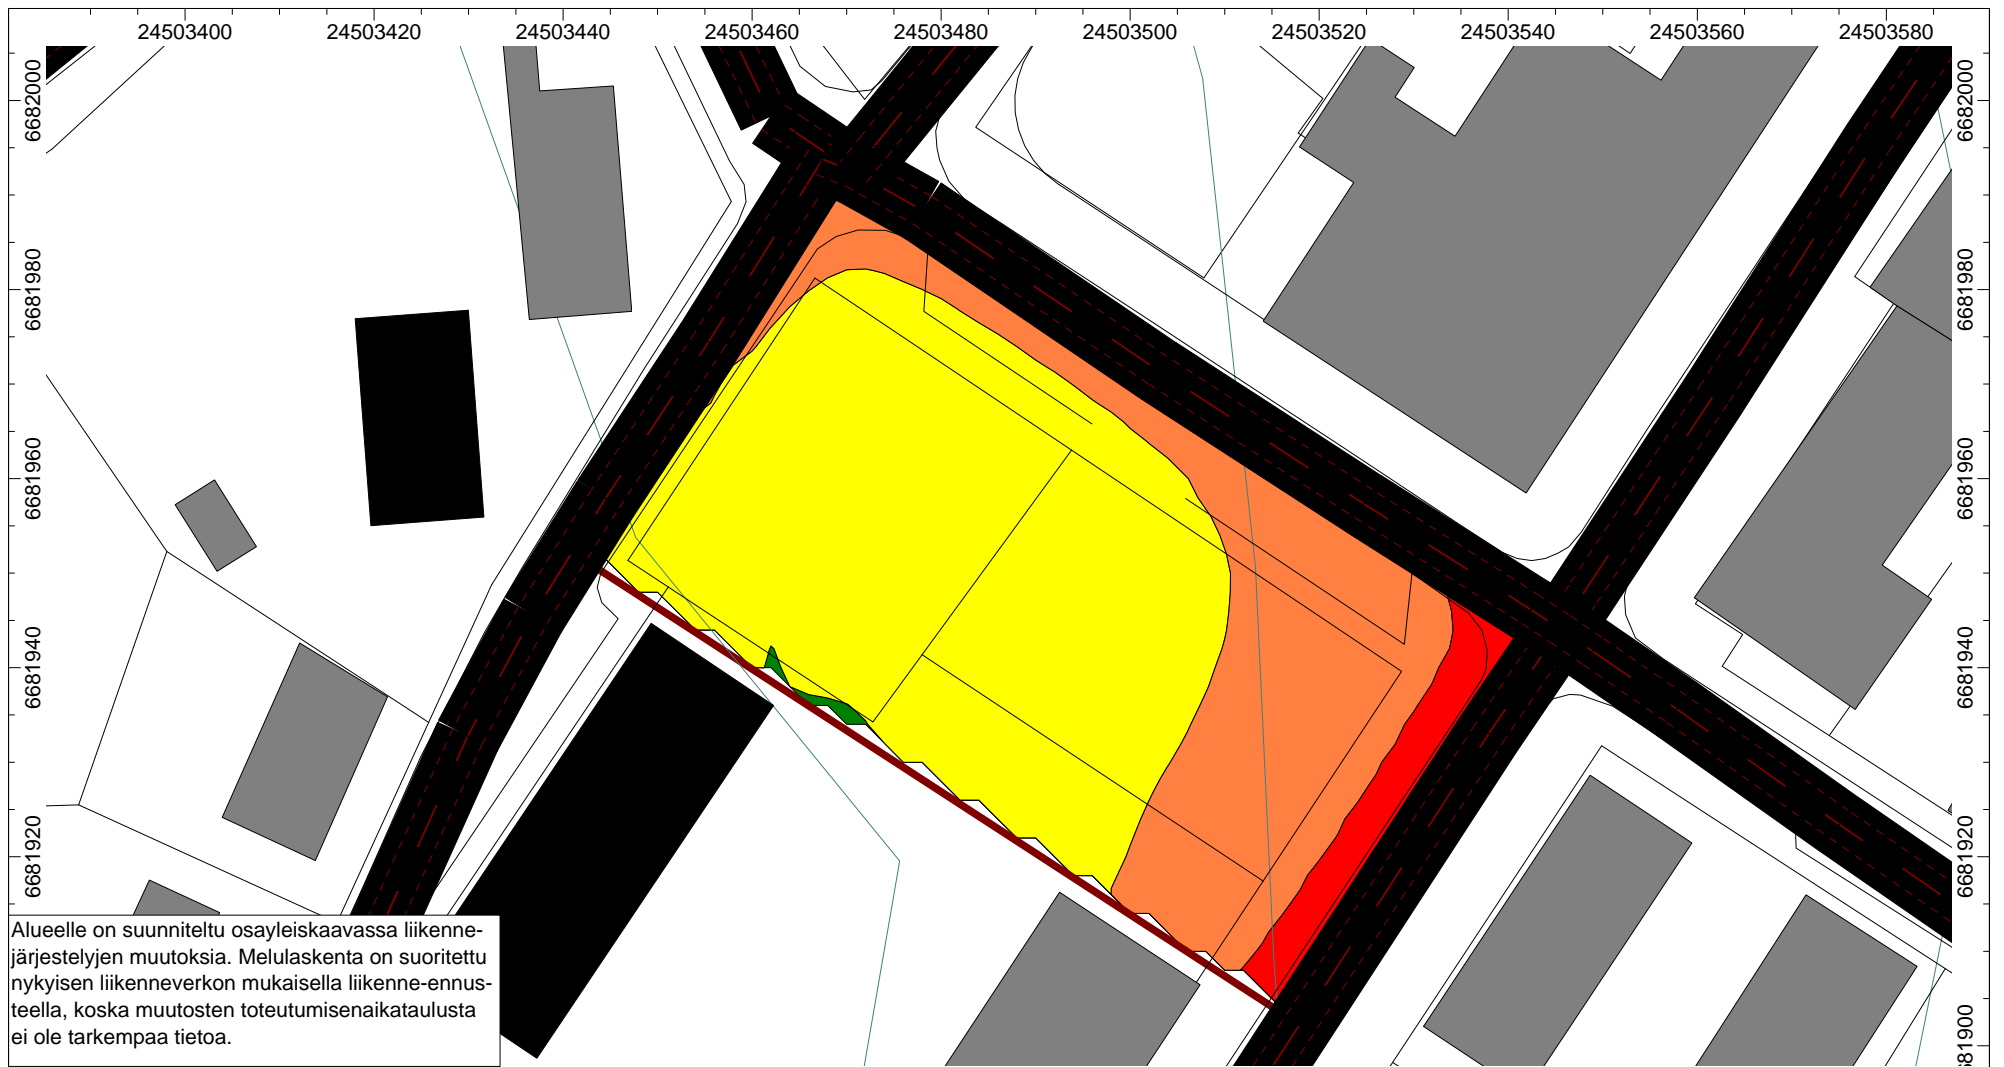 24503400 24503420 24503440 24503460 24503480 24503500 24503520 24503540 24503560 24503580
6682000
6681980
6681960
6681940
6681920
6682000
6681980
6681960
6681940
6681920
6681900
Alueelle on suunniteltu osayleiskaavassa liikenne-
järjestelyjen muutoksia. Melulaskenta on suoritettu
nykyisen liikenneverkon mukaisella liikenne-ennus-
teella, koska muutosten toteutumisenaikataulusta
ei ole tarkempaa tietoa.